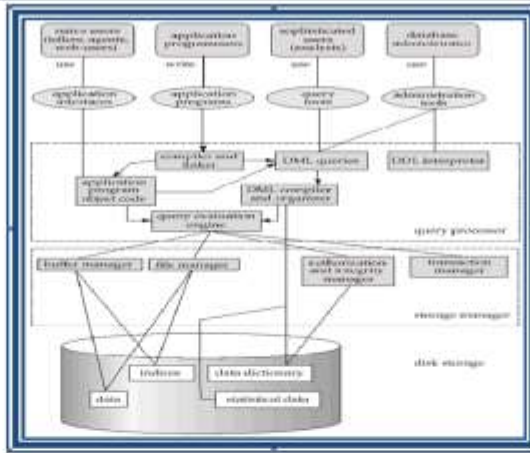 naive users
(tellers, agents,
web-users)
application
programmers
sophisticated
users
(analysts)
database
administrators
use
write
use
use
application
interfaces
application
programs
query
tools
administration
tools
compiler and
linker
DML queries
DDL interpreter
application
program
object code
DML compiler
and organizer
query evaluation
engine
query processor
buffer manager
file manager
authorization
and integrity
manager
transaction
manager
storage manager
disk storage
indices
data dictionary
data
statistical data